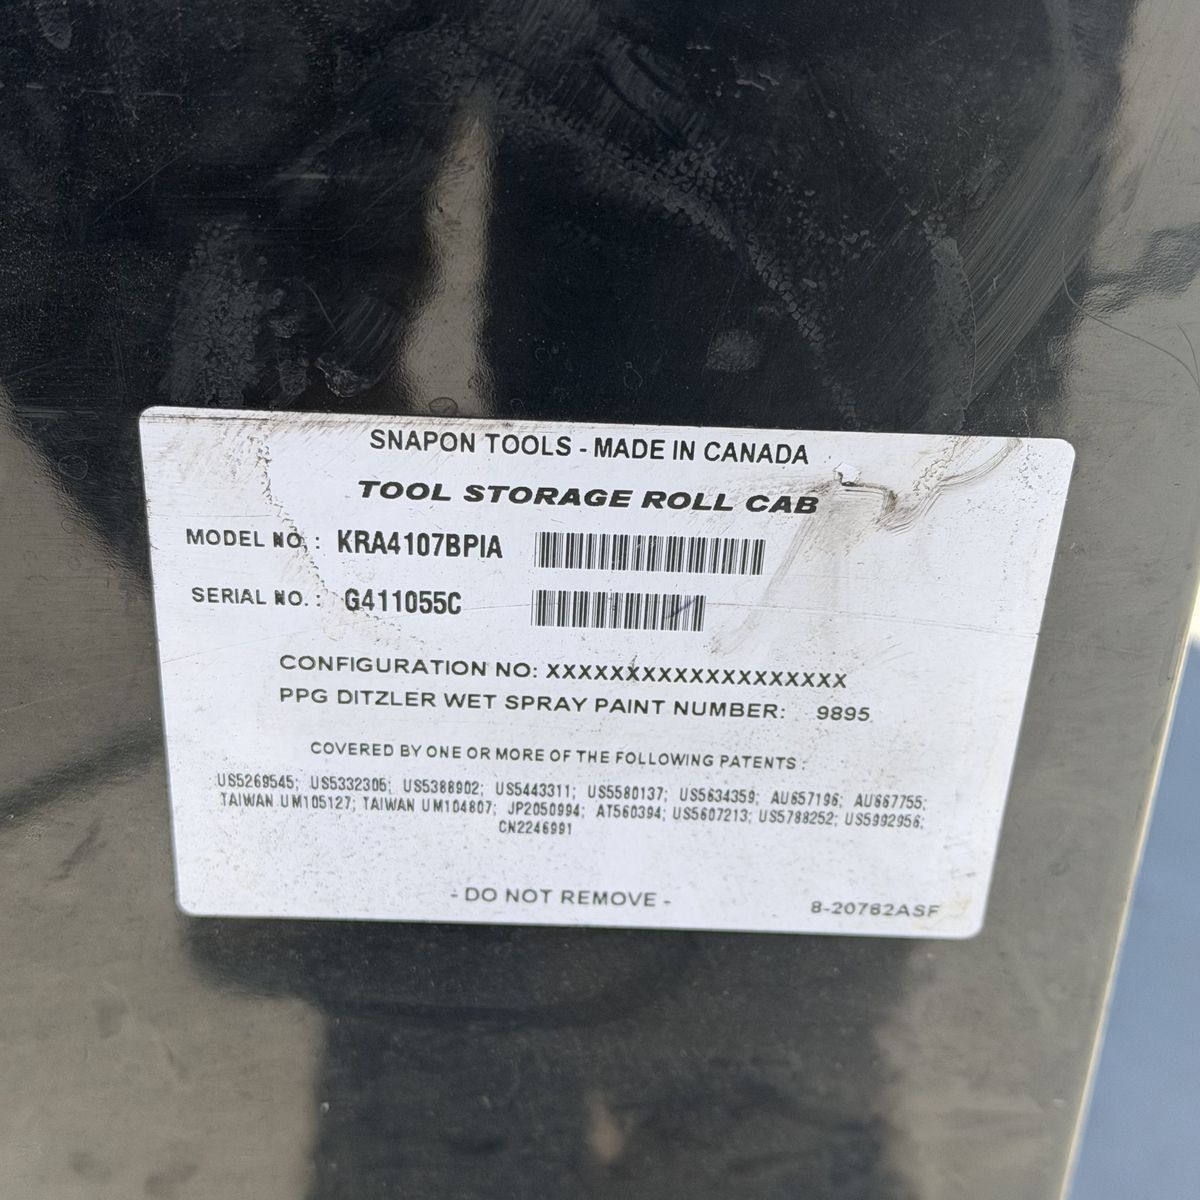 SNAPON TOOLS - MADE IN CANADA
TOOL STORAGE ROLL CAB
MODEL NO. : KRA4107BPIA
SERIAL NO. : G411055C
CONFIGURATION NO: XXXXXXXXXXXXXXXXXXX
PPG DITZLER WET SPRAY PAINT NUMBER: 9895
COVERED BY ONE OR MORE OF THE FOLLOWING PATENTS :
US5269545; US5332305; US5388902; US5443311; US5580137; US5634359; AU657196; AU667755;
TAIWAN UM105127; TAIWAN UM104807; JP2050994; AT560394; US5607213; US5788252; US5992956;
CN2246991
- DO NOT REMOVE -
8-20762ASF